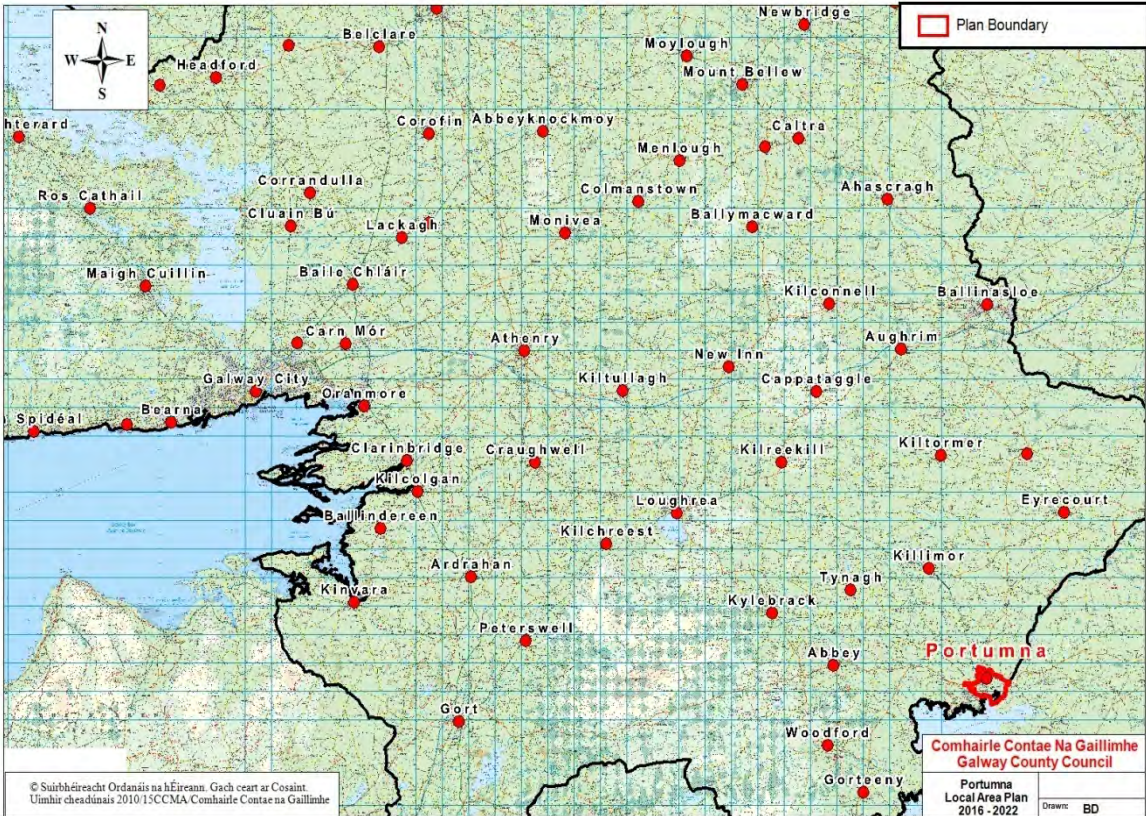 Newbridge
Plan Boundary
Belclare
Moylough
N
W E
S
Headford
Mount Bellew
hterard
Corofin
Abbeyknockmoy
Caltra
Menlough
Corrandulla
Colmanstown
Ahascragh
Ros Cathail
Cluain Bú
Lackagh
Monivea
Ballymacward
Maigh Cuillin
Baile Chláir
Kilconnell
Ballinasloe
Carn Mór
Athenry
Aughrim
New Inn
Galway City
Kiltullagh
Cappataggle
Oranmore
Spidéal
Bearna
Clarinbridge
Craughwell
Kilreekill
Kiltormer
Kilcolgan
Loughrea
Eyrecourt
Ballindereen
Kilchreest
Ardrahan
Killimor
Tynagh
Kinvara
Kylebrack
Peterswell
Abbey
Portumna
Gort
Woodford
Gorteeny
Comhairle Contae Na Gaillimhe
Galway County Council
Portumna
Local Area Plan
2016 - 2022
Drawn: BD
© Suirbhéireacht Ordanáis na hÉireann. Gach ceart ar Cosaint.
Uimhir cheadúnais 2010/15CCMA/Comhairle Contae na Gaillimhe